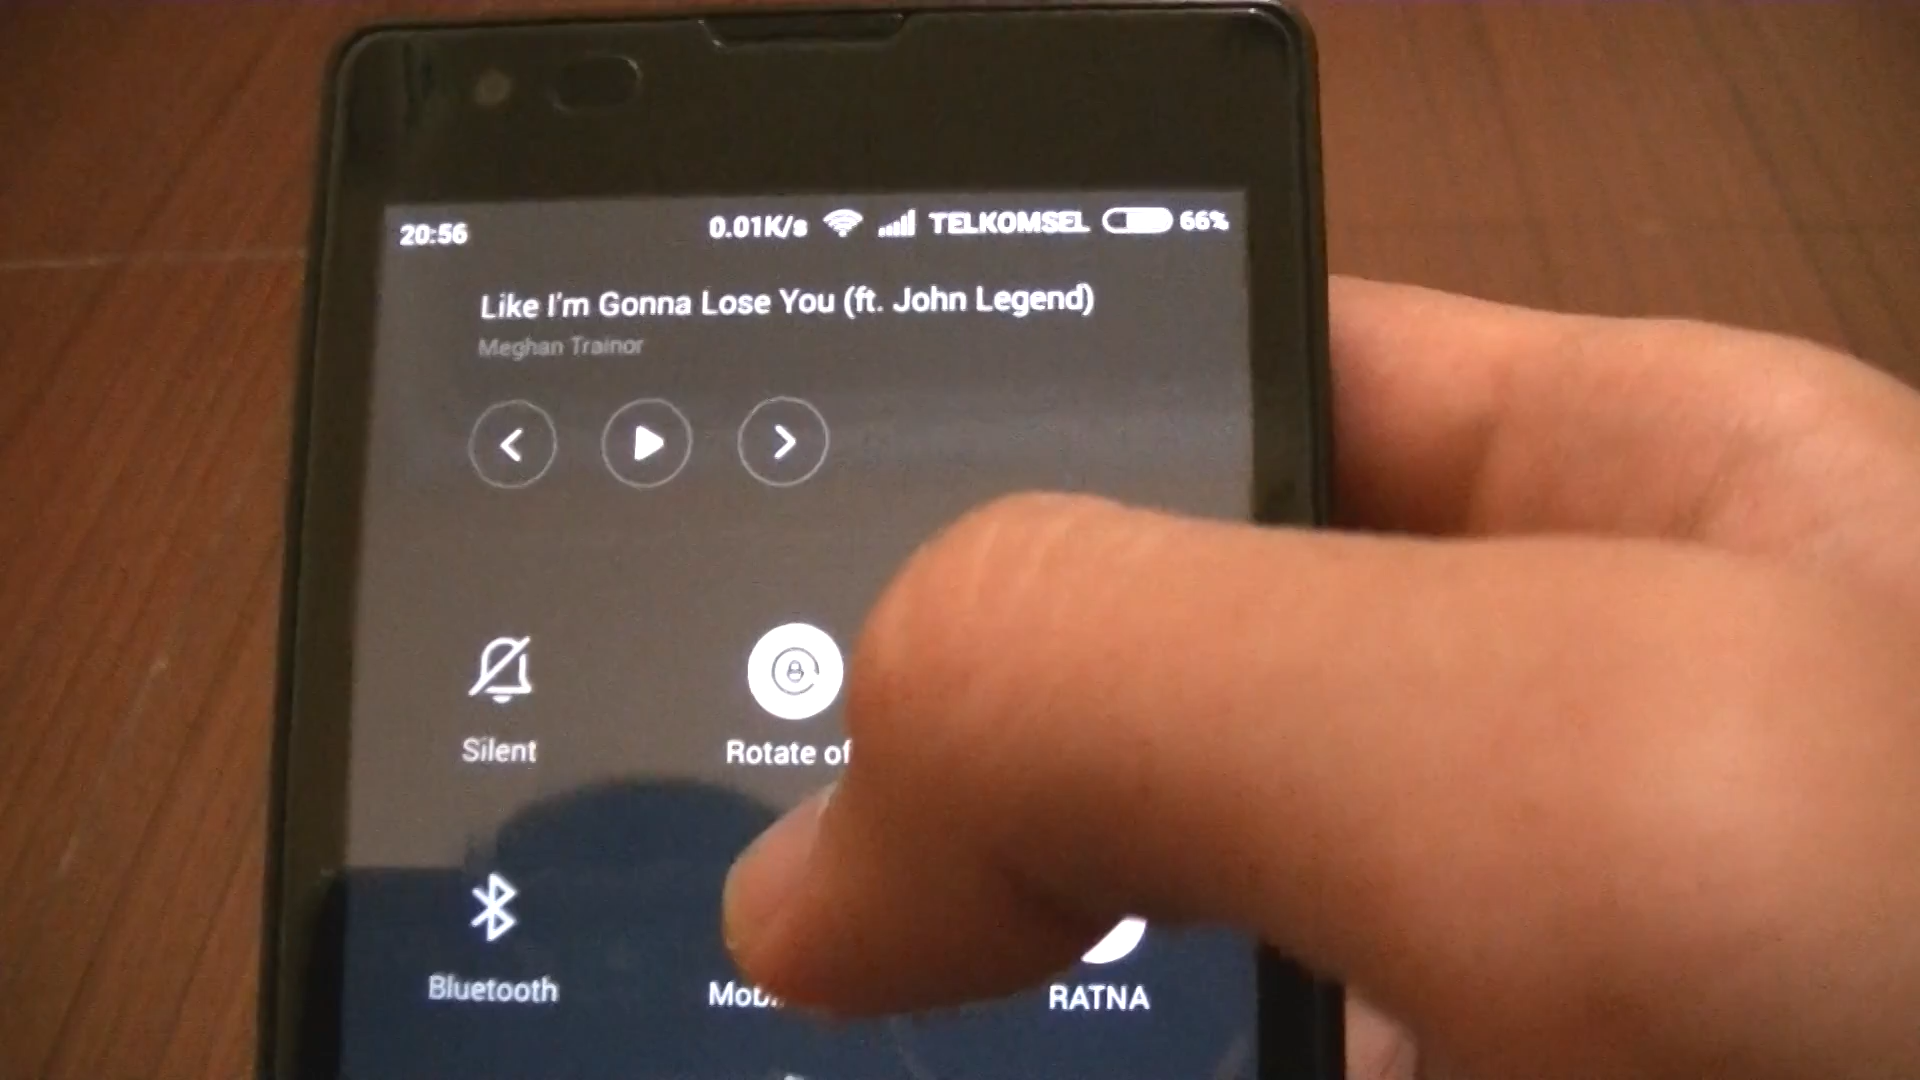 20:56 0.01K/s TELKOMSEL 66%
Like I'm Gonna Lose You (ft. John Legend)
Meghan Trainor
Silent Rotate of
Bluetooth RATNA